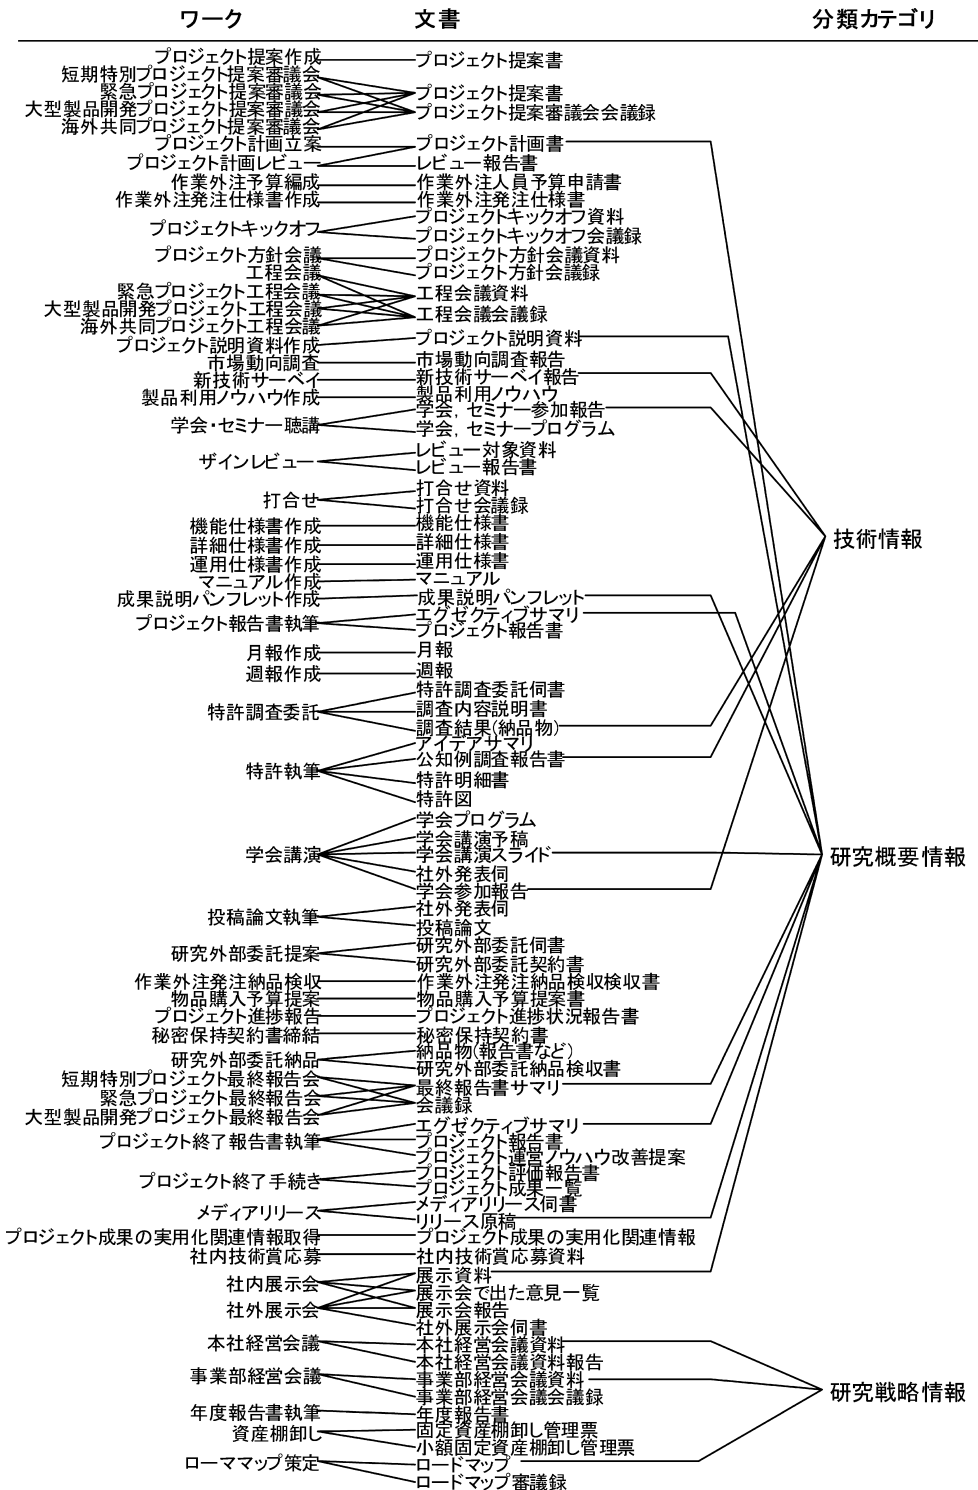 ワーク 文書 分類カテゴリ
プロジェクト提案作成 プロジェクト提案書
短期特別プロジェクト提案審議会
緊急プロジェクト提案審議会 プロジェクト提案書
大型製品開発プロジェクト提案審議会 プロジェクト提案審議会会議録
海外共同プロジェクト提案審議会
プロジェクト計画立案 プロジェクト計画書
プロジェクト計画レビュー レビュー報告書
作業外注予算編成 作業外注人員予算申請書
作業外注発注仕様書作成 作業外注発注仕様書
プロジェクトキックオフ資料
プロジェクトキックオフ
プロジェクトキックオフ会議録
プロジェクト方針会議 プロジェクト方針会議資料
工程会議 プロジェクト方針会議録
緊急プロジェクト工程会議 工程会議資料
大型製品開発プロジェクト工程会議 工程会議会議録
海外共同プロジェクト工程会議
プロジェクト説明資料作成 プロジェクト説明資料
市場動向調査 市場動向調査報告
新技術サーベイ 新技術サーベイ報告
製品利用ノウハウ作成 製品利用ノウハウ
学会，セミナー参加報告
学会・セミナー聴講
学会，セミナープログラム
レビュー対象資料
ザインレビュー
レビュー報告書
打合せ資料
打合せ
打合せ会議録
機能仕様書作成 機能仕様書
詳細仕様書作成 詳細仕様書 技術情報
運用仕様書作成 運用仕様書
マニュアル作成 マニュアル
成果説明パンフレット作成 成果説明パンフレット
エグゼクティブサマリ
プロジェクト報告書執筆
プロジェクト報告書
月報作成 月報
週報作成 週報
特許調査委託伺書
特許調査委託 調査内容説明書
調査結果(納品物)
アイデアサマリ
公知例調査報告書
特許執筆
特許明細書
特許図
学会プログラム
学会講演予稿
学会講演 学会講演スライド 研究概要情報
社外発表伺
学会参加報告
社外発表伺
投稿論文執筆
投稿論文
研究外部委託伺書
研究外部委託提案
研究外部委託契約書
作業外注発注納品検収 作業外注発注納品検収検収書
物品購入予算提案 物品購入予算提案書
プロジェクト進捗報告 プロジェクト進捗状況報告書
秘密保持契約書締結 秘密保持契約書
納品物(報告書など)
研究外部委託納品
研究外部委託納品検収書
短期特別プロジェクト最終報告会
最終報告書サマリ
緊急プロジェクト最終報告会
会議録
大型製品開発プロジェクト最終報告会
エグゼクティブサマリ
プロジェクト終了報告書執筆 プロジェクト報告書
プロジェクト運営ノウハウ改善提案
プロジェクト評価報告書
プロジェクト終了手続き
プロジェクト成果一覧
メディアリリース伺書
メディアリリース
リリース原稿
プロジェクト成果の実用化関連情報取得 プロジェクト成果の実用化関連情報
社内技術賞応募 社内技術賞応募資料
展示資料
社内展示会
展示会で出た意見一覧
社外展示会 展示会報告
社外展示会伺書
本社経営会議 本社経営会議資料
本社経営会議資料報告
事業部経営会議 事業部経営会議資料
研究戦略情報
事業部経営会議会議録
年度報告書執筆 年度報告書
資産棚卸し 固定資産棚卸し管理票
小額固定資産棚卸し管理票
ローママップ策定 ロードマップ
ロードマップ審議録